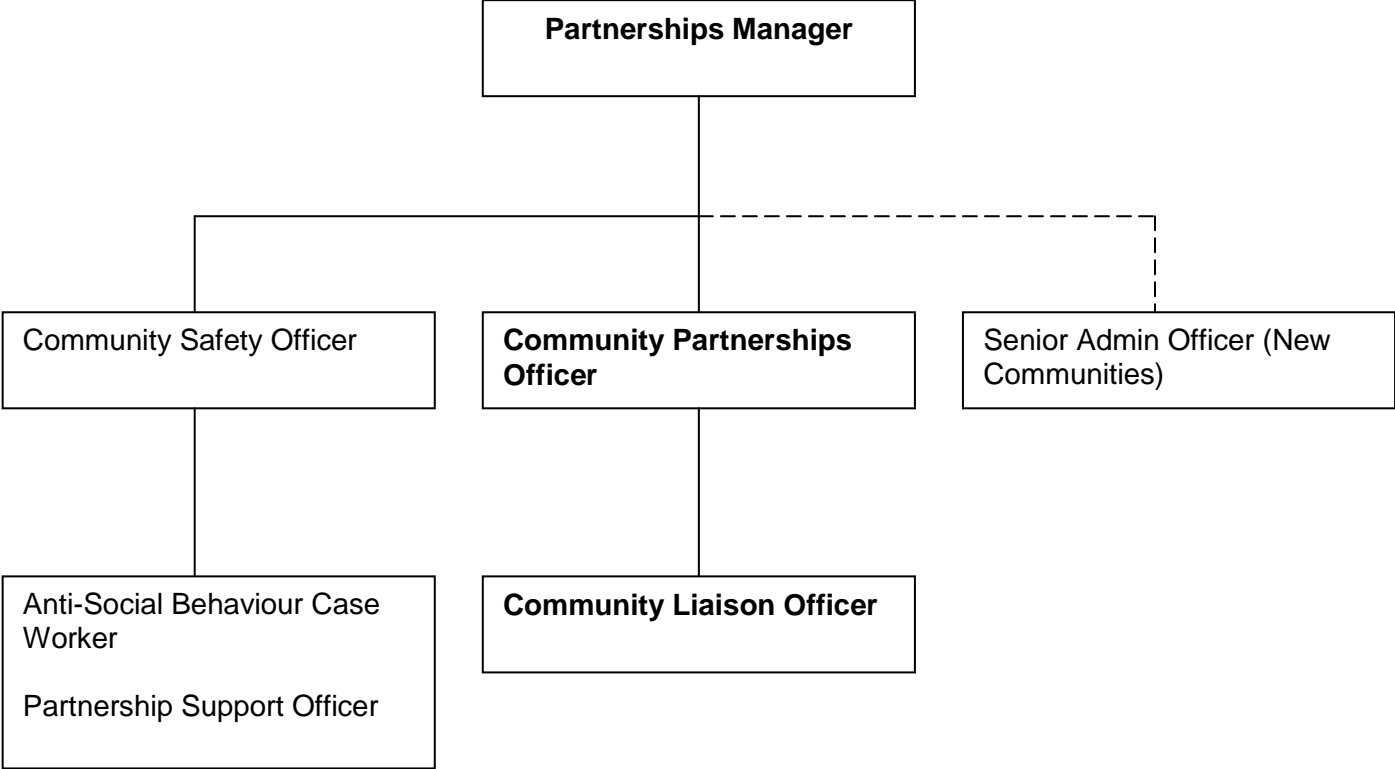 Partnerships Manager
Community Safety Officer
Community Partnerships
Officer
Senior Admin Officer (New
Communities)
Anti-Social Behaviour Case
Worker
Partnership Support Officer
Community Liaison Officer